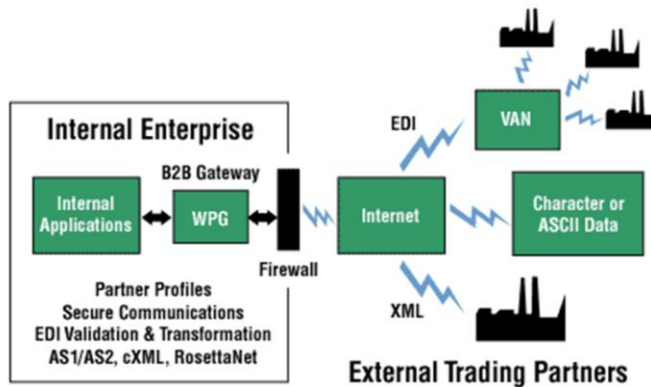 Internal Enterprise
B2B Gateway
Internal
Applications
WPG
Firewall
Partner Profiles
Secure Communications
EDI Validation & Transformation
AS1/AS2, cXML, RosettaNet
Internet
EDI
VAN
Character or
ASCII Data
XML
External Trading Partners